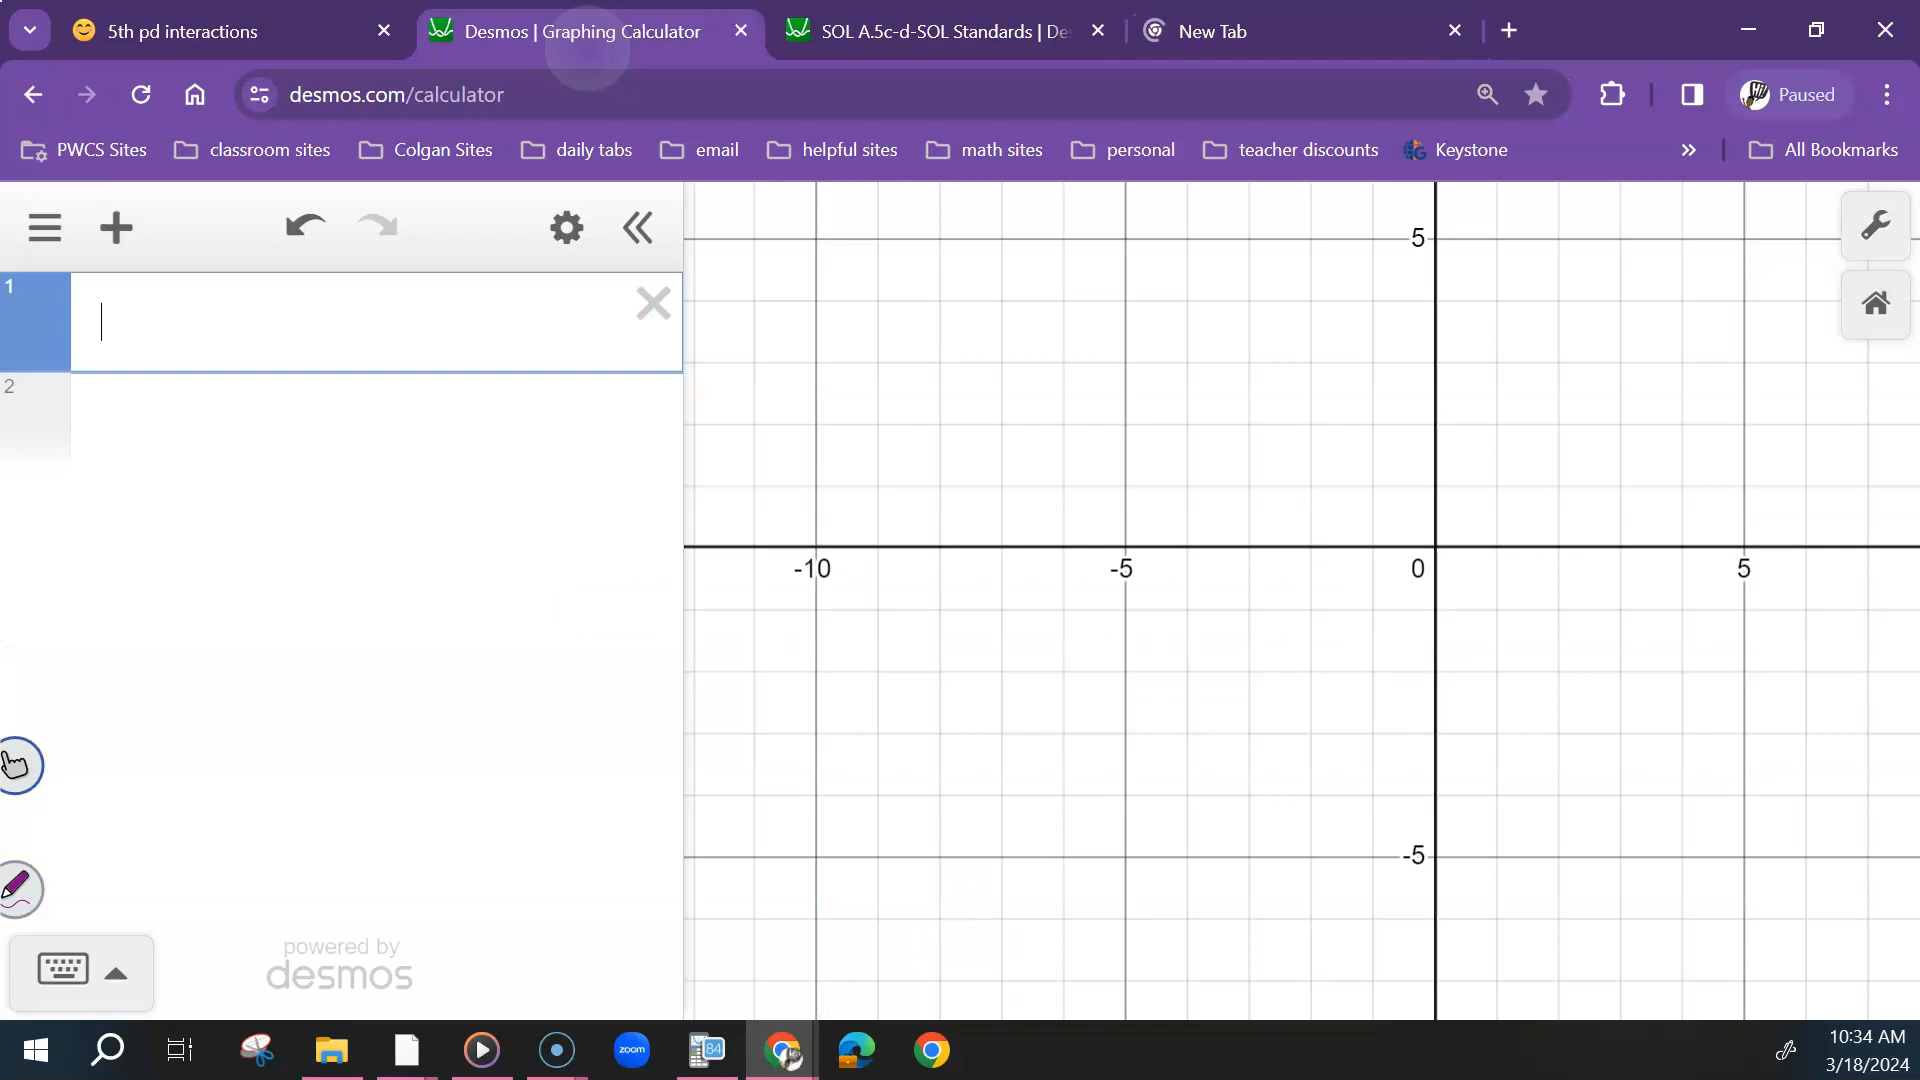 5th pd interactions
Desmos | Graphing Calculator
SOL A.5c-d-SOL Standards | De
New Tab
desmos.com/calculator
Paused
PWCS Sites
classroom sites
Colgan Sites
daily tabs
email
helpful sites
math sites
personal
teacher discounts
Keystone
All Bookmarks
1
2
5
-10
-5
0
5
-5
powered by
desmos
zoom
84
10:34 AM
3/18/2024